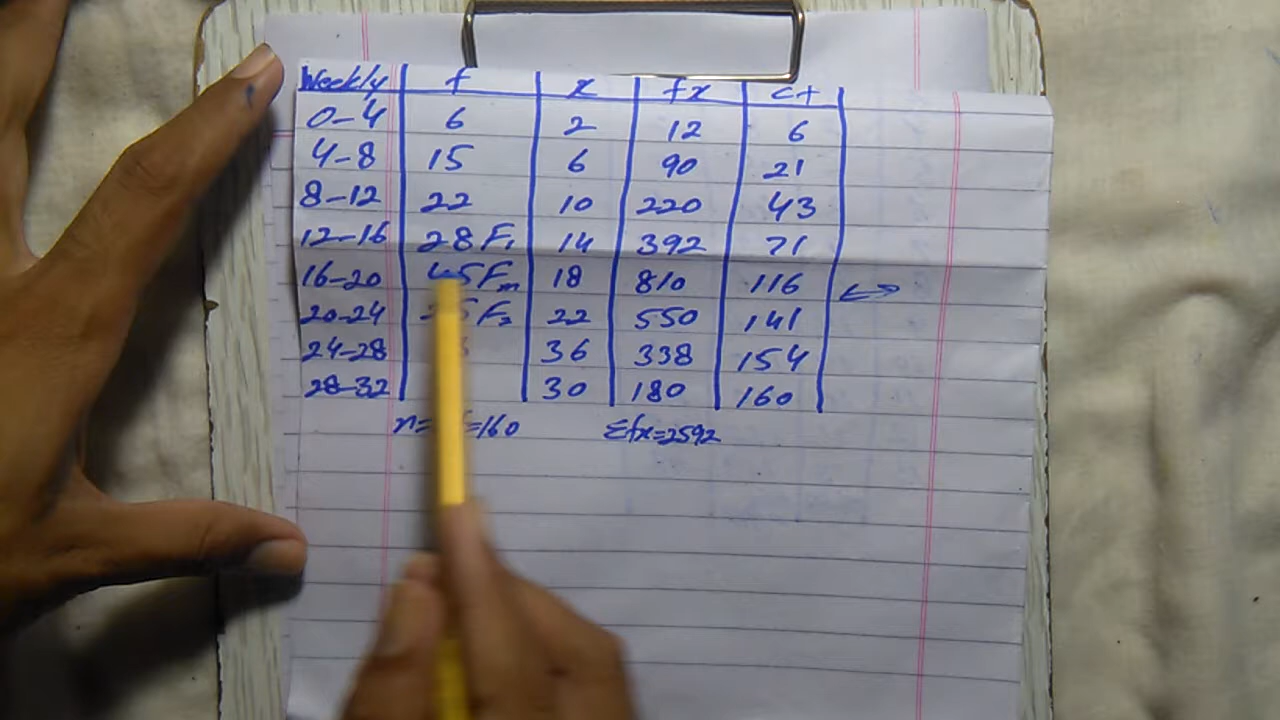 Weekly f x fx cf
0-4 6 2 12 6
4-8 15 6 90 21
8-12 22 10 220 43
12-16 28 F₁ 14 392 71
16-20 45 Fm 18 810 116 <->
20-24 25 F₂ 22 550 141
24-28 36 338 154
28-32 30 180 160
n= =160 Σfx=2592